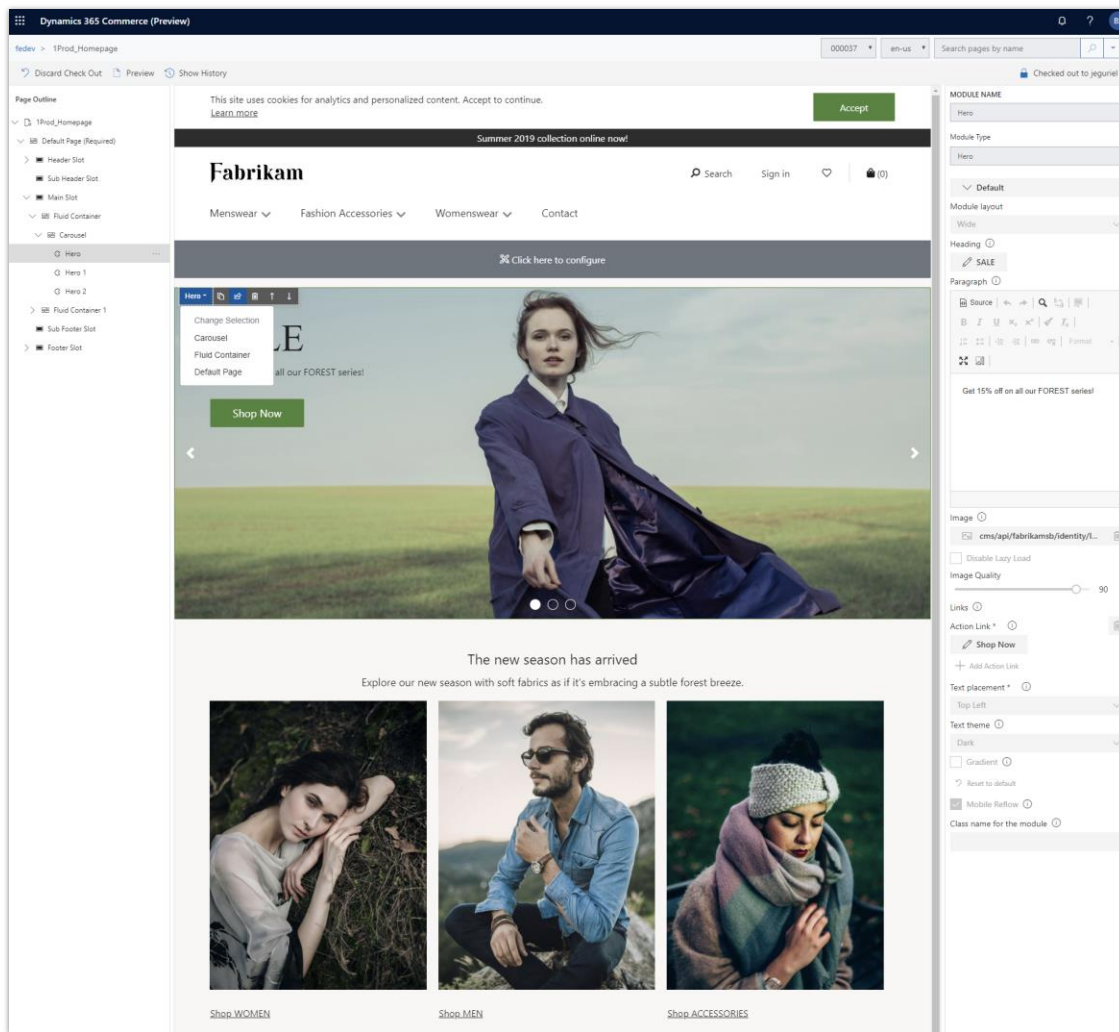 Dynamics 365 Commerce (Preview)
?
fedev > 1Prod_Homepage
000037
en-us
Search pages by name
Discard Check Out
Preview
Show History
Checked out to jeguriel
Page Outline
1Prod_Homepage
Default Page (Required)
Header Slot
Sub Header Slot
Main Slot
Fluid Container
Carousel
Hero
...
Hero 1
Hero 2
Fluid Container 1
Sub Footer Slot
Footer Slot
This site uses cookies for analytics and personalized content. Accept to continue.
Learn more
Accept
Summer 2019 collection online now!
Fabrikam
Search
Sign in
(0)
Menswear
Fashion Accessories
Womenswear
Contact
Click here to configure
Hero
Change Selection
Carousel
Fluid Container
Default Page
LE
all our FOREST series!
Shop Now
The new season has arrived
Explore our new season with soft fabrics as if it's embracing a subtle forest breeze.
Shop WOMEN
Shop MEN
Shop ACCESSORIES
MODULE NAME
Hero
Module Type
Hero
Default
Module layout
Wide
Heading
SALE
Paragraph
Source
B I U x₂ x² Tx
Format
Get 15% off on all our FOREST series!
Image
cms/api/fabrikamsb/identity/I...
Disable Lazy Load
Image Quality
90
Links
Action Link *
Shop Now
Add Action Link
Text placement *
Top Left
Text theme
Dark
Gradient
Reset to default
Mobile Reflow
Class name for the module